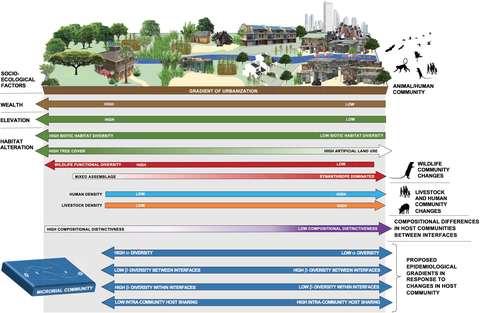 SOCIO-
ECOLOGICAL
FACTORS
GRADIENT OF URBANIZATION
ANIMAL/HUMAN
COMMUNITY
WEALTH
HIGH LOW
ELEVATION
HIGH LOW
HABITAT
ALTERATION
HIGH BIOTIC HABITAT DIVERSITY LOW BIOTIC HABITAT DIVERSITY
HIGH TREE COVER HIGH ARTIFICIAL LAND USE
WILDLIFE FUNCTIONAL DIVERSITY HIGH LOW
MIXED ASSEMBLAGE SYNANTHROPE DOMINATED
WILDLIFE
COMMUNITY
CHANGES
HUMAN DENSITY LOW HIGH
LIVESTOCK DENSITY LOW HIGH
LIVESTOCK
AND HUMAN
COMMUNITY
CHANGES
HIGH COMPOSITIONAL DISTINCTIVENESS LOW COMPOSITIONAL DISTINCTIVENESS
COMPOSITIONAL DIFFERENCES
IN HOST COMMUNITIES
BETWEEN INTERFACES
MICROBIAL COMMUNITY
HIGH α DIVERSITY LOW α DIVERSITY
LOW β-DIVERSITY BETWEEN INTERFACES HIGH β-DIVERSITY BETWEEN INTERFACES
HIGH β-DIVERSITY WITHIN INTERFACES LOW β-DIVERSITY WITHIN INTERFACES
LOW INTRA-COMMUNITY HOST SHARING HIGH INTRA-COMMUNITY HOST SHARING
PROPOSED
EPIDEMIOLOGICAL
GRADIENTS IN
RESPONSE TO
CHANGES IN HOST
COMMUNITY